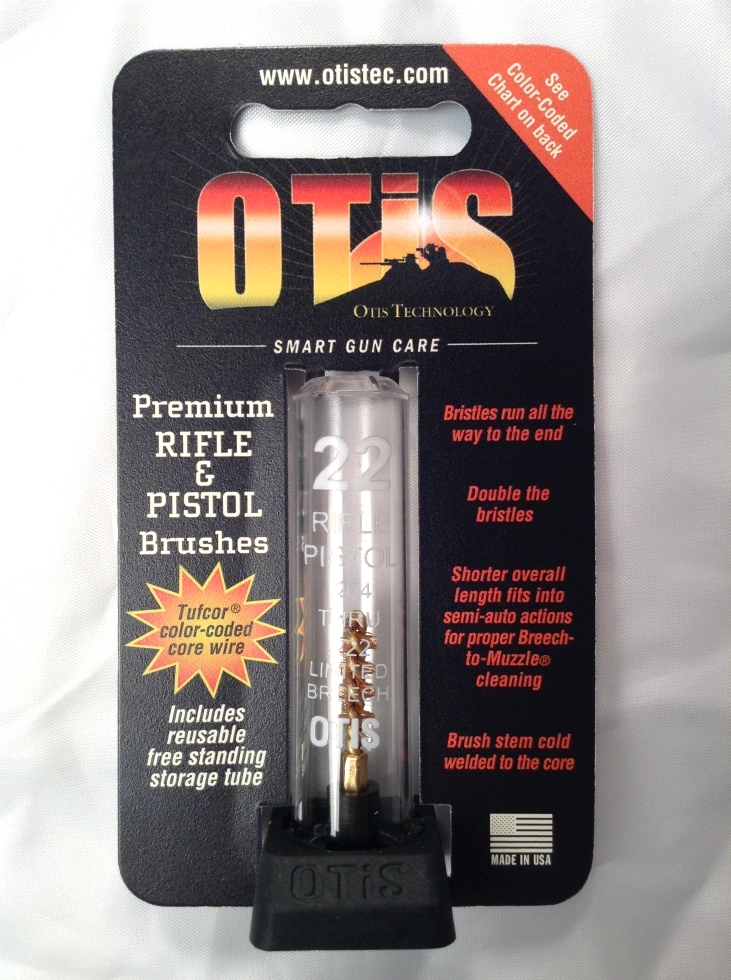 www.otistec.com
See
Color-Coded
Chart on back
OTiS
OTIS TECHNOLOGY
SMART GUN CARE
Premium
RIFLE
&
PISTOL
Brushes
Tufcor®
color-coded
core wire
Includes
reusable
free standing
storage tube
22
RIFLE
PISTOL
204
THRU
.22
LIMITED
BREECH
OTIS
Bristles run all the
way to the end
Double the
bristles
Shorter overall
length fits into
semi-auto actions
for proper Breech-
to-Muzzle®
cleaning
Brush stem cold
welded to the core
MADE IN USA
OTiS